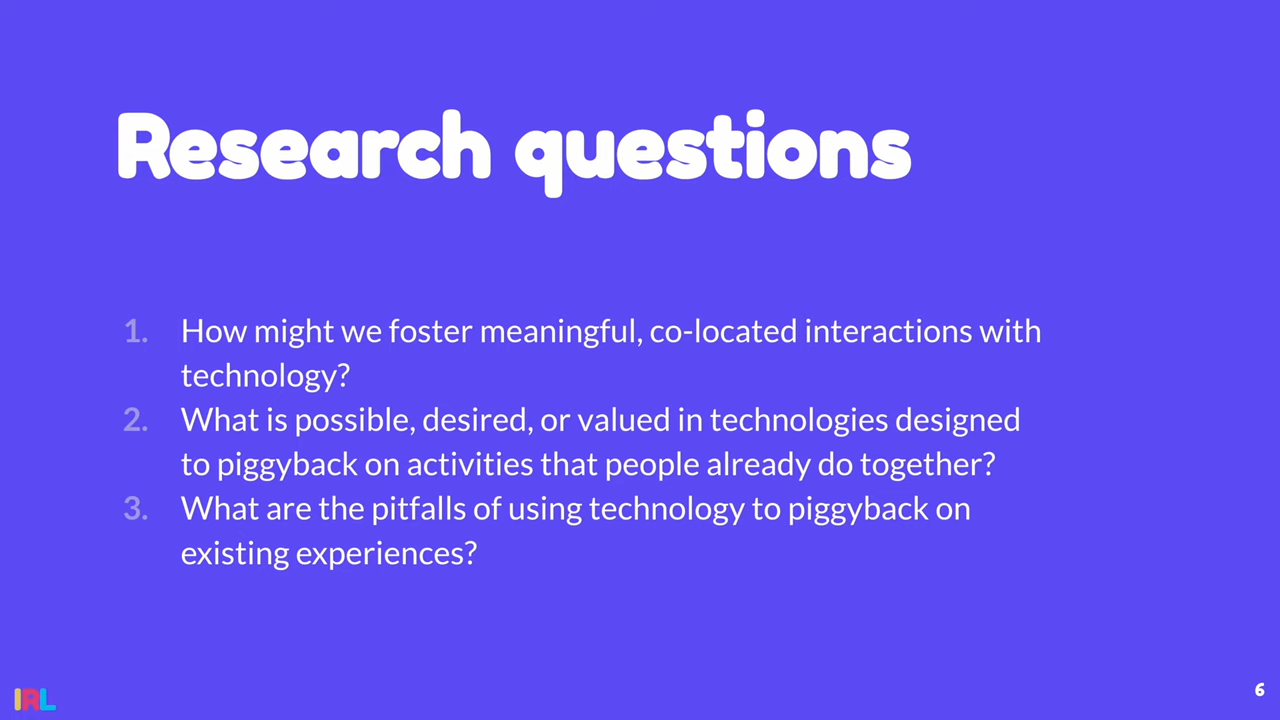 Research questions
1. How might we foster meaningful, co-located interactions with
technology?
2. What is possible, desired, or valued in technologies designed
to piggyback on activities that people already do together?
3. What are the pitfalls of using technology to piggyback on
existing experiences?
IRL
6